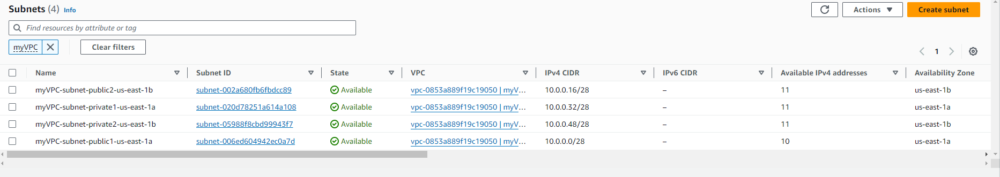 Subnets (4) Info
Actions
Create subnet
Find resources by attribute or tag
myVPC
Clear filters
1
Name Subnet ID State VPC IPv4 CIDR IPv6 CIDR Available IPv4 addresses Availability Zone
myVPC-subnet-public2-us-east-1b subnet-002a680fb6fbdcc89 Available vpc-0853a889f19c19050 | myV... 10.0.0.16/28 – 11 us-east-1b
myVPC-subnet-private1-us-east-1a subnet-020d78251a614a108 Available vpc-0853a889f19c19050 | myV... 10.0.0.32/28 – 11 us-east-1a
myVPC-subnet-private2-us-east-1b subnet-05988f8cbd99943f7 Available vpc-0853a889f19c19050 | myV... 10.0.0.48/28 – 11 us-east-1b
myVPC-subnet-public1-us-east-1a subnet-006ed604942ec0a7d Available vpc-0853a889f19c19050 | myV... 10.0.0.0/28 – 10 us-east-1a